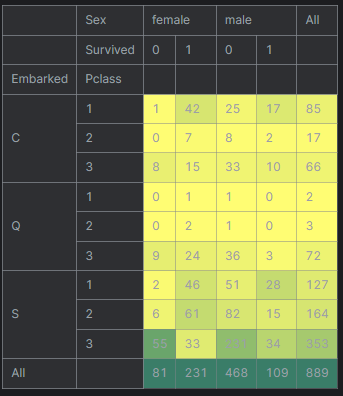 Sex female male All
Survived 0 1 0 1
Embarked Pclass
C 1 1 42 25 17 85
2 0 7 8 2 17
3 8 15 33 10 66
Q 1 0 1 1 0 2
2 0 2 1 0 3
3 9 24 36 3 72
S 1 2 46 51 28 127
2 6 61 82 15 164
3 55 33 231 34 353
All 81 231 468 109 889